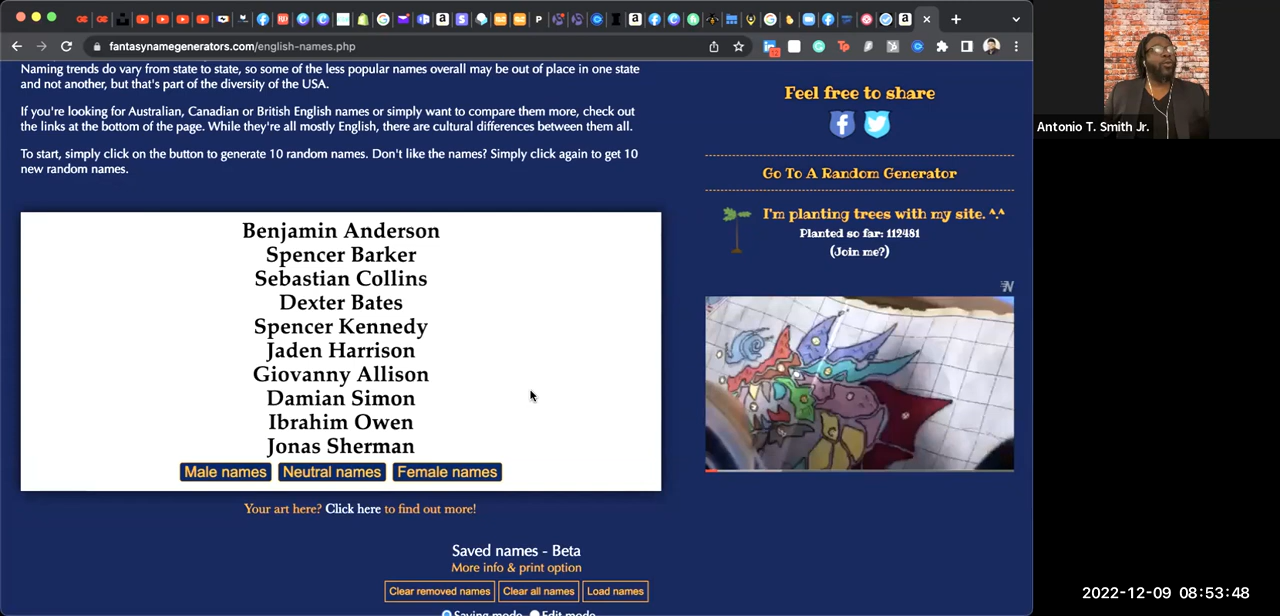 fantasynamegenerators.com/english-names.php
Naming trends do vary from state to state, so some of the less popular names overall may be out of place in one state
and not another, but that's part of the diversity of the USA.
If you're looking for Australian, Canadian or British English names or simply want to compare them more, check out
the links at the bottom of the page. While they're all mostly English, there are cultural differences between them all.
To start, simply click on the button to generate 10 random names. Don't like the names? Simply click again to get 10
new random names.
Benjamin Anderson
Spencer Barker
Sebastian Collins
Dexter Bates
Spencer Kennedy
Jaden Harrison
Giovanny Allison
Damian Simon
Ibrahim Owen
Jonas Sherman
Male names Neutral names Female names
Your art here? Click here to find out more!
Saved names - Beta
More info & print option
Clear removed names Clear all names Load names
Saving mode Edit mode
Feel free to share
Go To A Random Generator
I'm planting trees with my site. ^.^
Planted so far: 112481
(Join me?)
Antonio T. Smith Jr.
2022-12-09 08:53:48